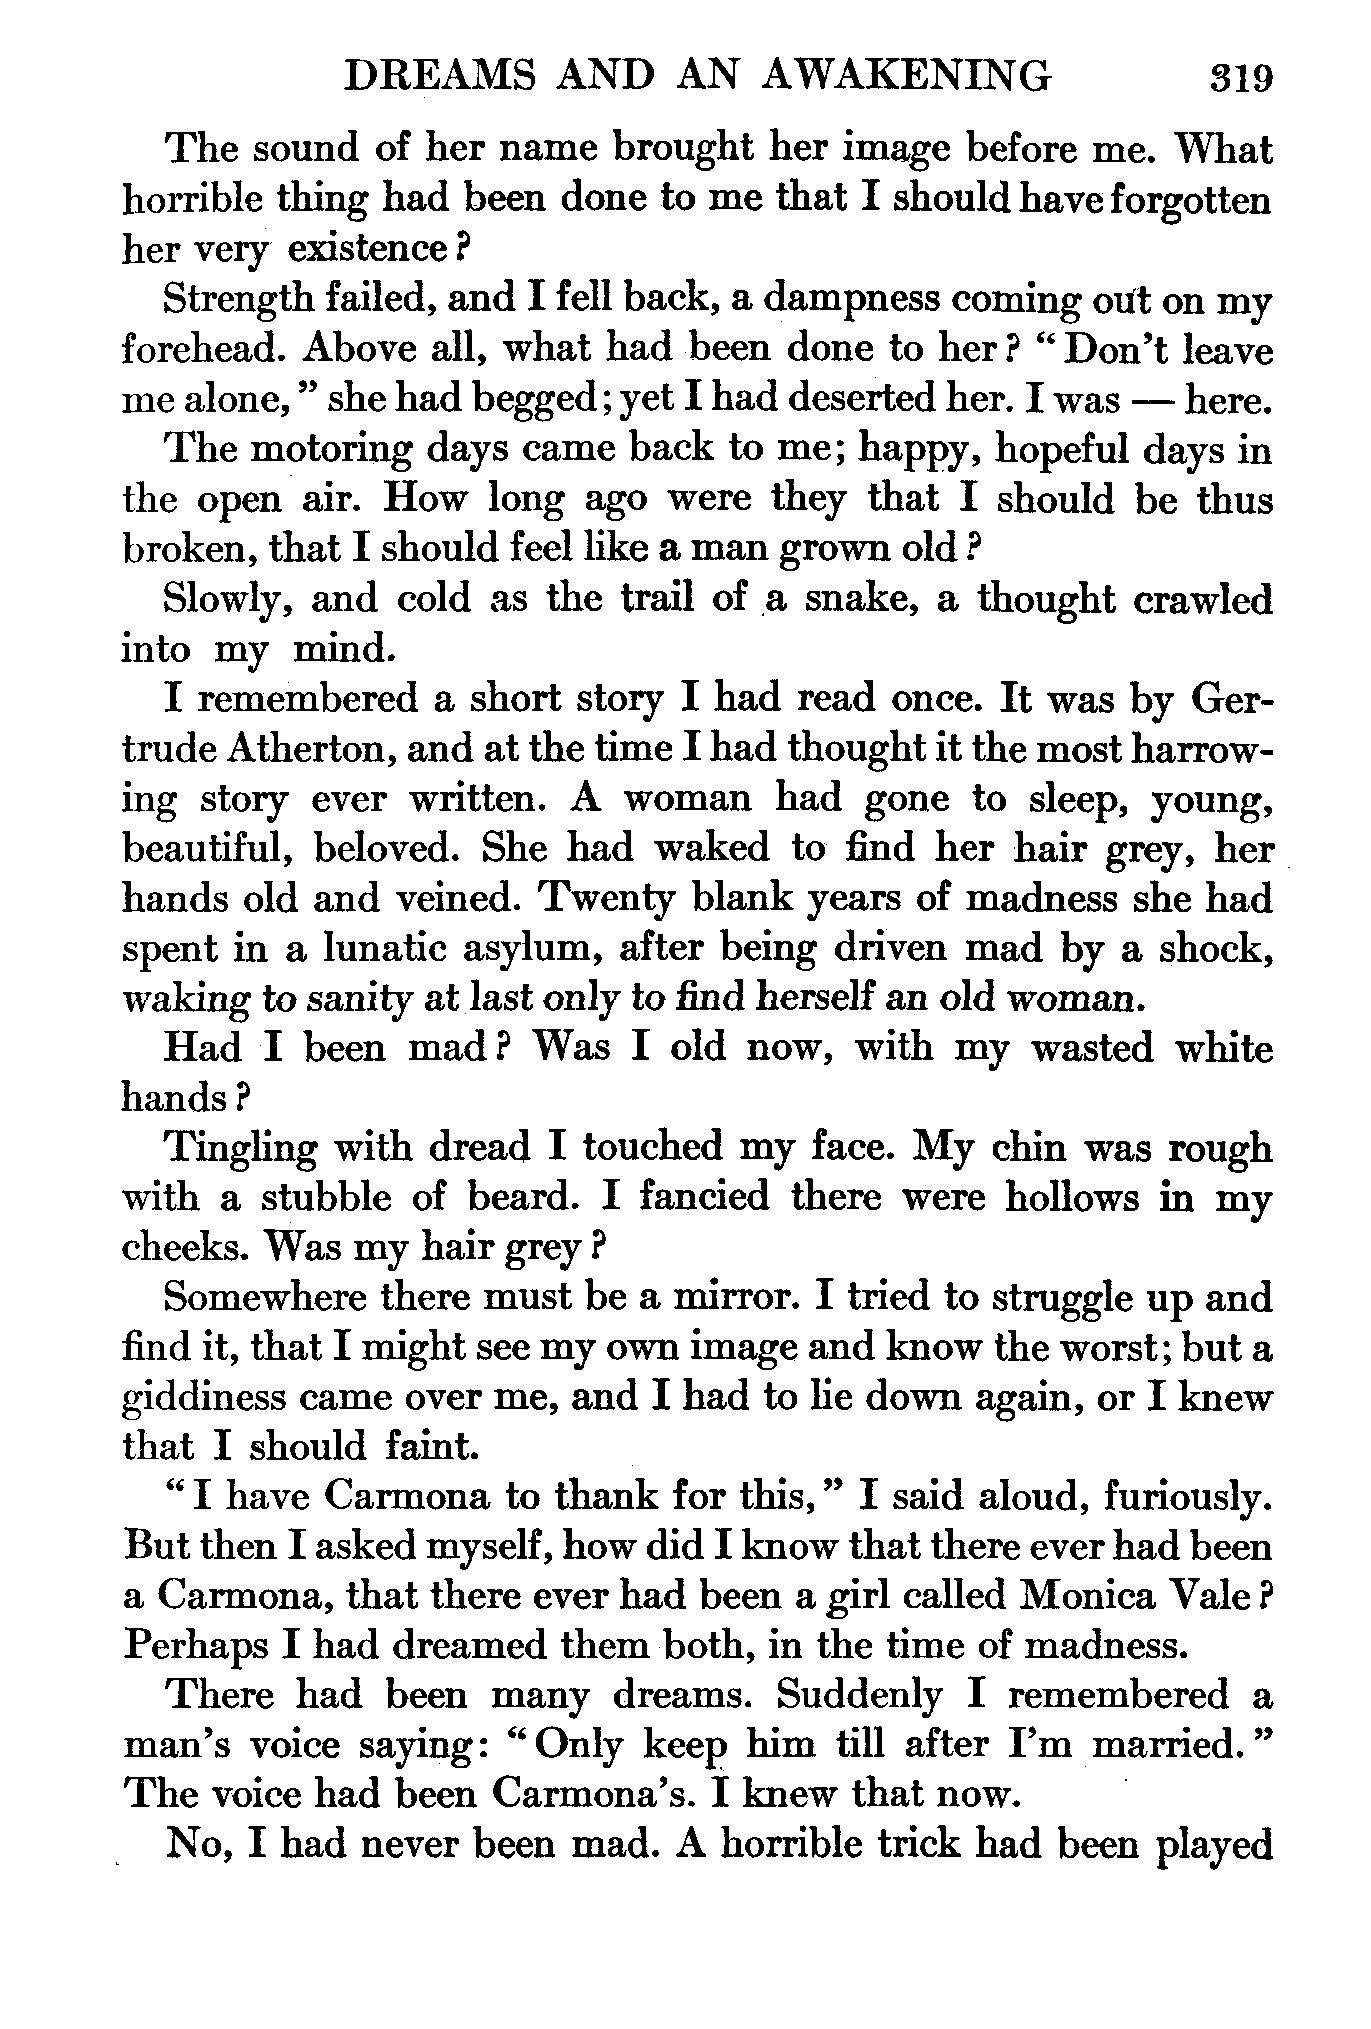 DREAMS AND AN AWAKENING 319
The sound of her name brought her image before me. What
horrible thing had been done to me that I should have forgotten
her very existence?
Strength failed, and I fell back, a dampness coming out on my
forehead. Above all, what had been done to her? "Don't leave
me alone," she had begged; yet I had deserted her. I was — here.
The motoring days came back to me; happy, hopeful days in
the open air. How long ago were they that I should be thus
broken, that I should feel like a man grown old?
Slowly, and cold as the trail of a snake, a thought crawled
into my mind.
I remembered a short story I had read once. It was by Ger-
trude Atherton, and at the time I had thought it the most harrow-
ing story ever written. A woman had gone to sleep, young,
beautiful, beloved. She had waked to find her hair grey, her
hands old and veined. Twenty blank years of madness she had
spent in a lunatic asylum, after being driven mad by a shock,
waking to sanity at last only to find herself an old woman.
Had I been mad? Was I old now, with my wasted white
hands?
Tingling with dread I touched my face. My chin was rough
with a stubble of beard. I fancied there were hollows in my
cheeks. Was my hair grey?
Somewhere there must be a mirror. I tried to struggle up and
find it, that I might see my own image and know the worst; but a
giddiness came over me, and I had to lie down again, or I knew
that I should faint.
"I have Carmona to thank for this," I said aloud, furiously.
But then I asked myself, how did I know that there ever had been
a Carmona, that there ever had been a girl called Monica Vale?
Perhaps I had dreamed them both, in the time of madness.
There had been many dreams. Suddenly I remembered a
man's voice saying: "Only keep him till after I'm married."
The voice had been Carmona's. I knew that now.
No, I had never been mad. A horrible trick had been played